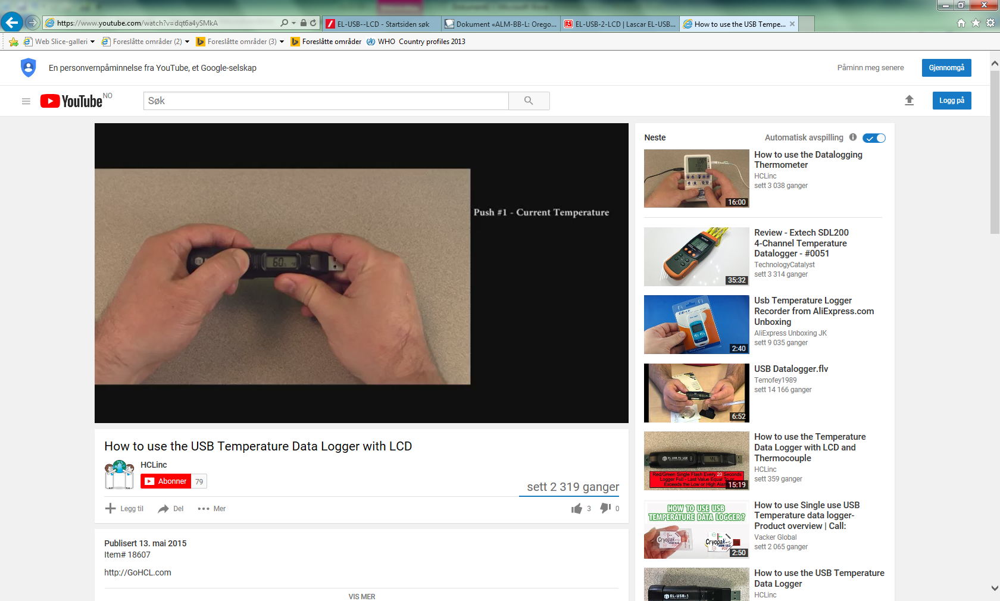 https://www.youtube.com/watch?v=dqt6a4ySMkA
EL-USB--LCD - Startsiden søk
Dokument «ALM-BB-L: Orego...
EL-USB-2-LCD | Lascar EL-USB...
How to use the USB Tempe...
Web Slice-galleri
Foreslåtte områder (2)
Foreslåtte områder (3)
Foreslåtte områder
WHO Country profiles 2013
En personvernpåminnelse fra YouTube, et Google-selskap
Påminn meg senere
Gjennomgå
YouTube NO
Søk
Logg på
Push #1 - Current Temperature
60
How to use the USB Temperature Data Logger with LCD
HCLinc
Abonner 79
sett 2 319 ganger
Legg til
Del
Mer
3
0
Publisert 13. mai 2015
Item# 18607
http://GoHCL.com
VIS MER
Neste
Automatisk avspilling
How to use the Datalogging
Thermometer
HCLinc
sett 3 038 ganger
16:00
Review - Extech SDL200
4-Channel Temperature
Datalogger - #0051
TechnologyCatalyst
sett 3 314 ganger
35:32
Usb Temperature Logger
Recorder from AliExpress.com
Unboxing
AliExpress Unboxing JK
sett 9 035 ganger
2:40
USB Datalogger.flv
Temofey1989
sett 14 166 ganger
6:52
How to use the Temperature
Data Logger with LCD and
Thermocouple
HCLinc
sett 359 ganger
EL-USB-TC-LCD
Red/Green Single Flash Every 20 Seconds
Logger Full - Last Value Equal To or
Exceeds the Low or High Alar
15:19
How to use Single use USB
Temperature data logger-
Product overview | Call:
Vacker Global
sett 2 065 ganger
HOW TO USE USB
TEMPERATURE DATA LOGGER?
Cryopak
Cryopak
2:50
How to use the USB Temperature
Data Logger
HCLinc
EL-USB-1